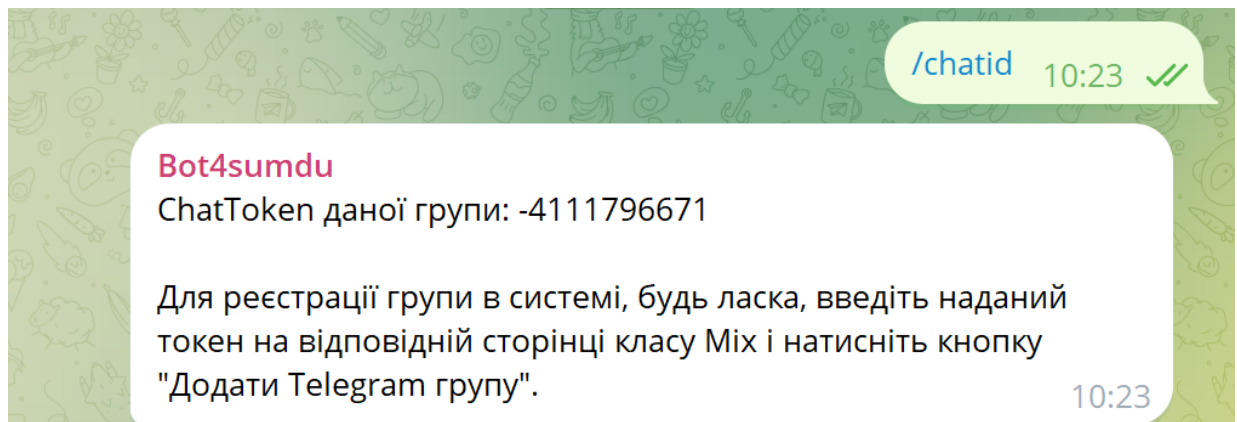 /chatid 10:23
Bot4sumdu
ChatToken даної групи: -4111796671
Для реєстрації групи в системі, будь ласка, введіть наданий
токен на відповідній сторінці класу Mix і натисніть кнопку
"Додати Telegram групу".
10:23